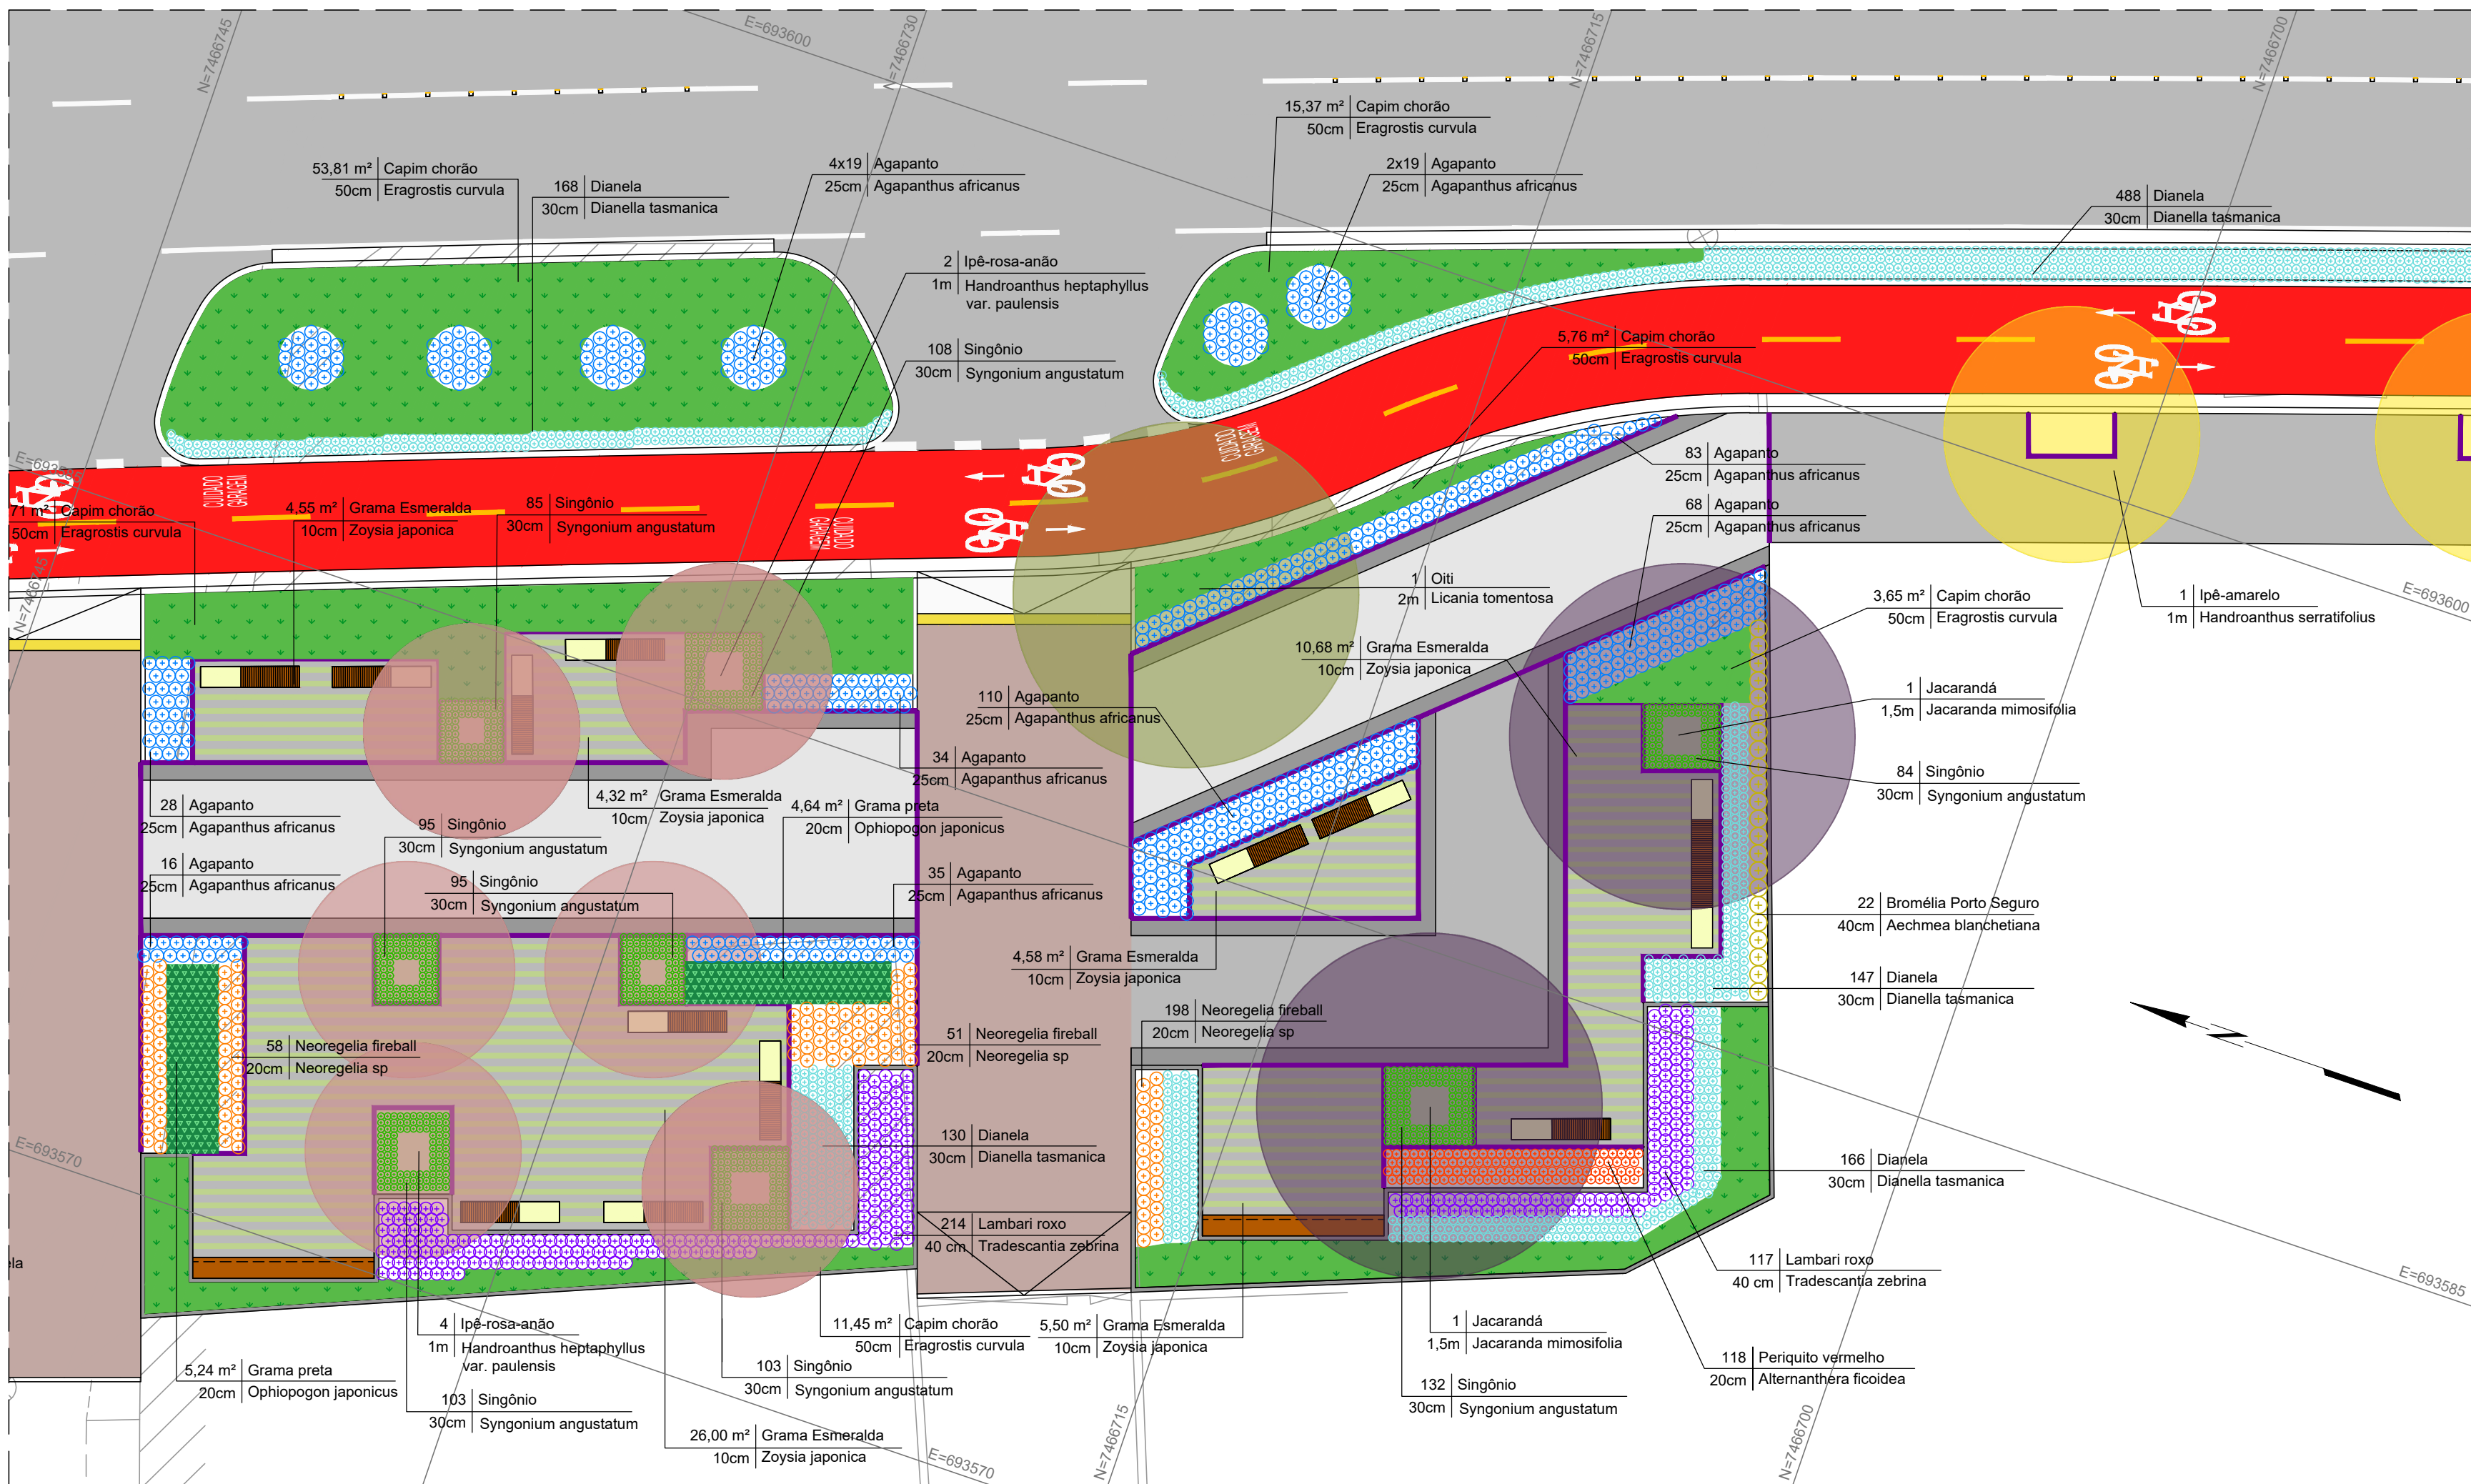 N=7466745
E=693600
N=7466730
N=7466715
N=7466700
15,37 m² Capim chorão
50cm Eragrostis curvula
53,81 m² Capim chorão
50cm Eragrostis curvula
168 Dianela
30cm Dianella tasmanica
4x19 Agapanto
25cm Agapanthus africanus
2x19 Agapanto
25cm Agapanthus africanus
488 Dianela
30cm Dianella tasmanica
2 Ipê-rosa-anão
1m Handroanthus heptaphyllus
var. paulensis
108 Singônio
30cm Syngonium angustatum
5,76 m² Capim chorão
50cm Eragrostis curvula
E=693585
CUIDADO
GARAGEM
CUIDADO
GARAGEM
CUIDADO
GARAGEM
71 m² Capim chorão
50cm Eragrostis curvula
4,55 m² Grama Esmeralda
10cm Zoysia japonica
85 Singônio
30cm Syngonium angustatum
83 Agapanto
25cm Agapanthus africanus
68 Agapanto
25cm Agapanthus africanus
N=7466745
1 Oiti
2m Licania tomentosa
3,65 m² Capim chorão
50cm Eragrostis curvula
1 Ipê-amarelo
1m Handroanthus serratifolius
E=693600
10,68 m² Grama Esmeralda
10cm Zoysia japonica
110 Agapanto
25cm Agapanthus africanus
1 Jacarandá
1,5m Jacaranda mimosifolia
34 Agapanto
25cm Agapanthus africanus
84 Singônio
30cm Syngonium angustatum
28 Agapanto
25cm Agapanthus africanus
4,32 m² Grama Esmeralda
10cm Zoysia japonica
4,64 m² Grama preta
20cm Ophiopogon japonicus
95 Singônio
30cm Syngonium angustatum
16 Agapanto
25cm Agapanthus africanus
95 Singônio
30cm Syngonium angustatum
35 Agapanto
25cm Agapanthus africanus
22 Bromélia Porto Seguro
40cm Aechmea blanchetiana
4,58 m² Grama Esmeralda
10cm Zoysia japonica
147 Dianela
30cm Dianella tasmanica
198 Neoregelia fireball
20cm Neoregelia sp
58 Neoregelia fireball
20cm Neoregelia sp
51 Neoregelia fireball
20cm Neoregelia sp
E=693570
130 Dianela
30cm Dianella tasmanica
166 Dianela
30cm Dianella tasmanica
214 Lambari roxo
40 cm Tradescantia zebrina
ela
117 Lambari roxo
40 cm Tradescantia zebrina
E=693585
4 Ipê-rosa-anão
1m Handroanthus heptaphyllus
var. paulensis
11,45 m² Capim chorão
50cm Eragrostis curvula
5,50 m² Grama Esmeralda
10cm Zoysia japonica
1 Jacarandá
1,5m Jacaranda mimosifolia
5,24 m² Grama preta
20cm Ophiopogon japonicus
103 Singônio
30cm Syngonium angustatum
118 Periquito vermelho
20cm Alternanthera ficoidea
103 Singônio
30cm Syngonium angustatum
132 Singônio
30cm Syngonium angustatum
26,00 m² Grama Esmeralda
10cm Zoysia japonica
E=693570
N=7466715
N=7466700